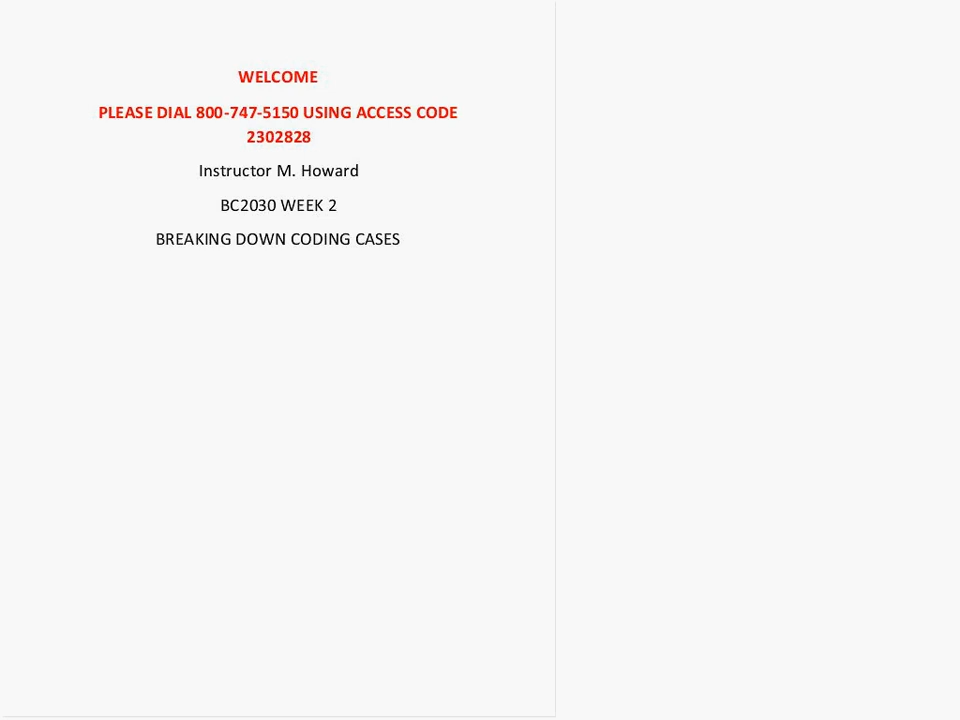 WELCOME
PLEASE DIAL 800-747-5150 USING ACCESS CODE
2302828
Instructor M. Howard
BC2030 WEEK 2
BREAKING DOWN CODING CASES